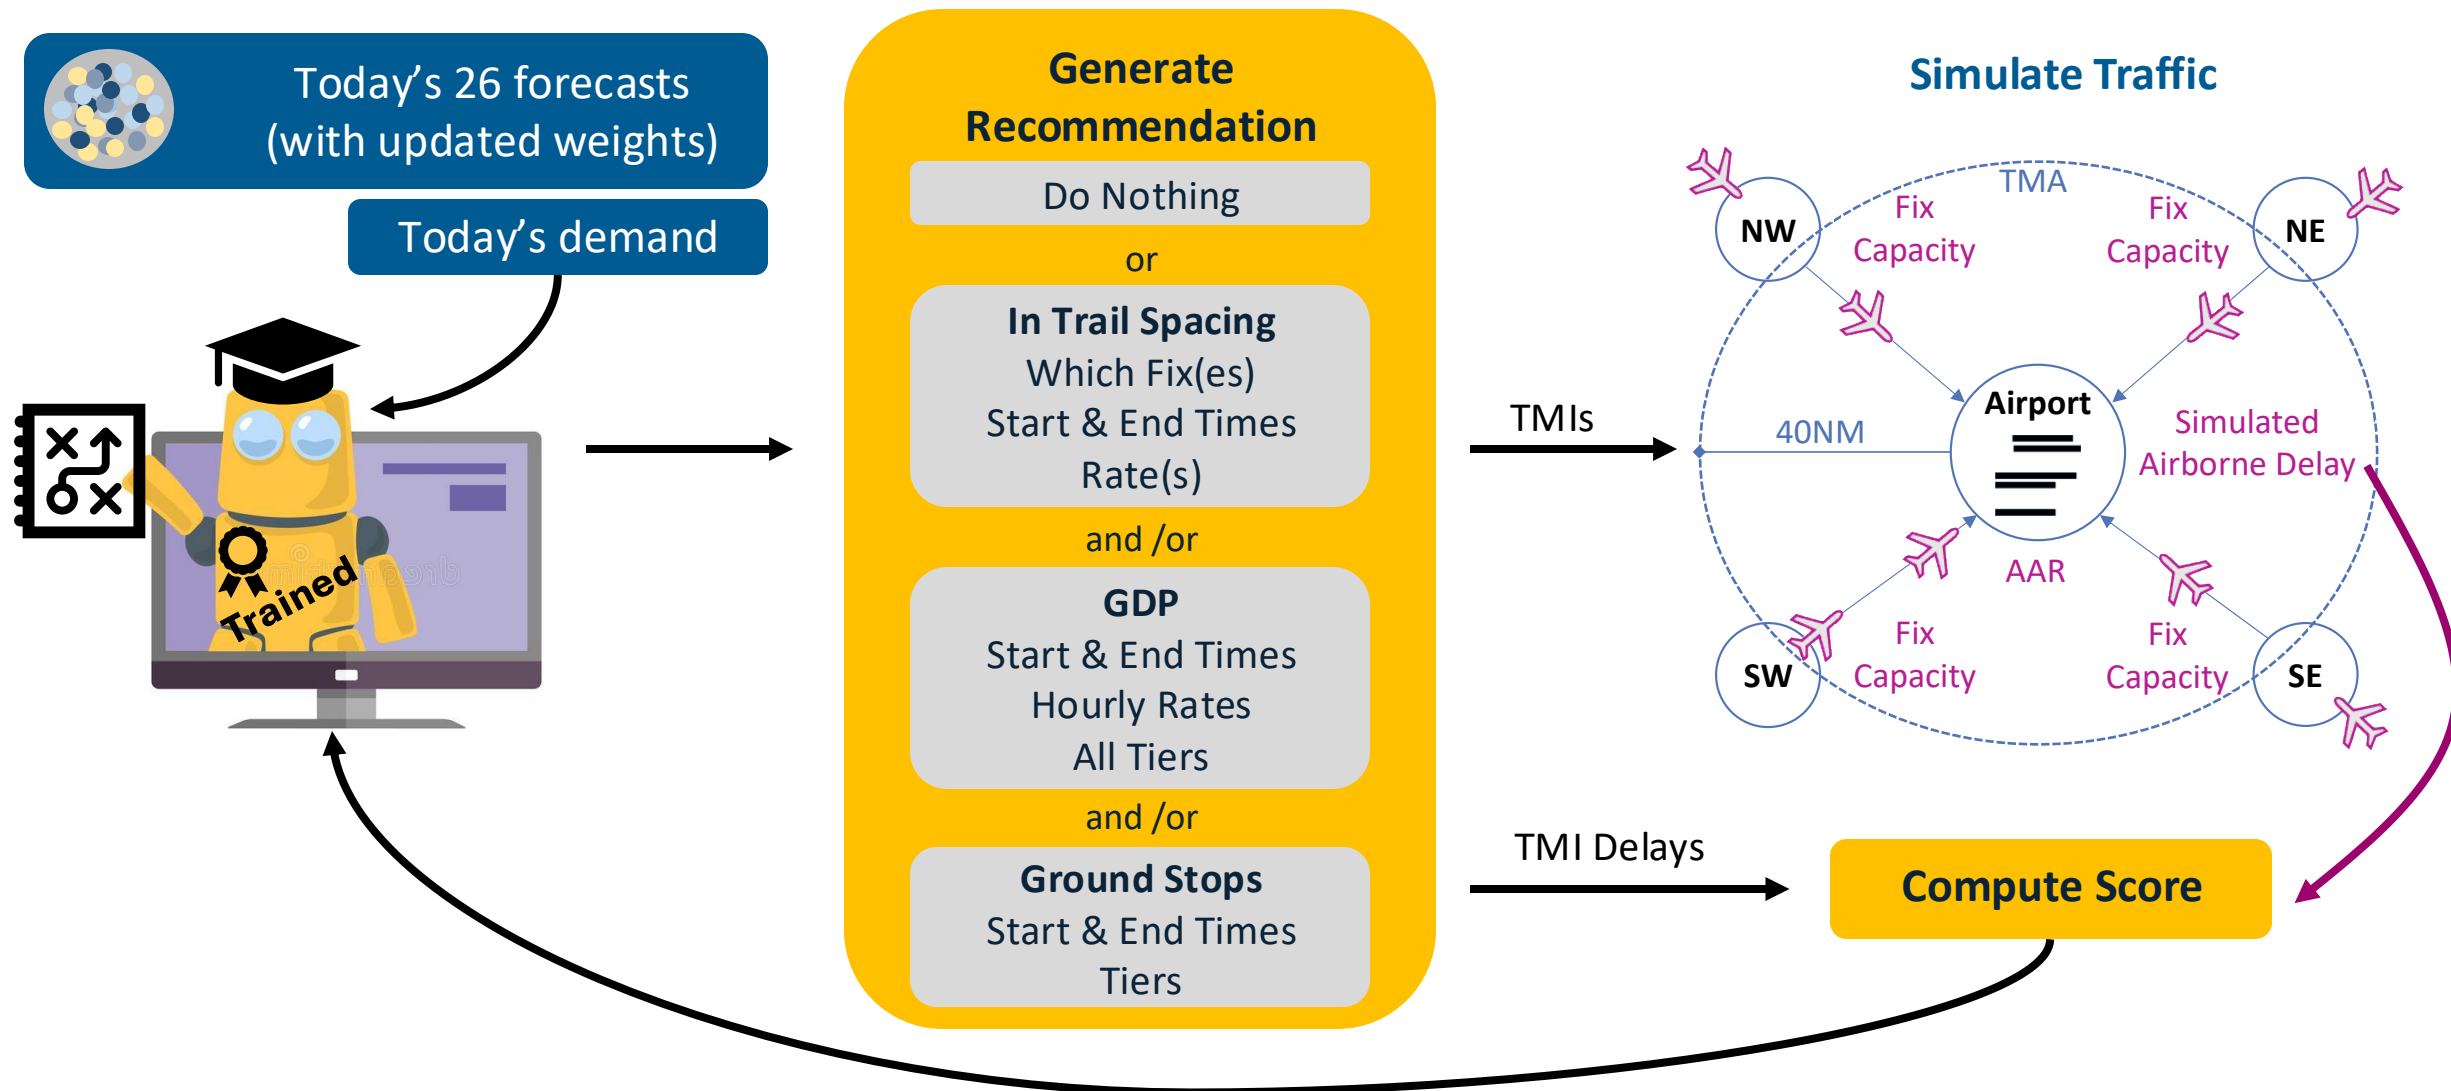 Today's 26 forecasts
(with updated weights)
Today's demand
Trained
Generate
Recommendation
Do Nothing
or
In Trail Spacing
Which Fix(es)
Start & End Times
Rate(s)
and /or
GDP
Start & End Times
Hourly Rates
All Tiers
and /or
Ground Stops
Start & End Times
Tiers
TMIs
TMI Delays
Simulate Traffic
TMA
NW
Fix
Capacity
Fix
Capacity
NE
Airport
40NM
Simulated
Airborne Delay
AAR
SW
Fix
Capacity
Fix
Capacity
SE
Compute Score